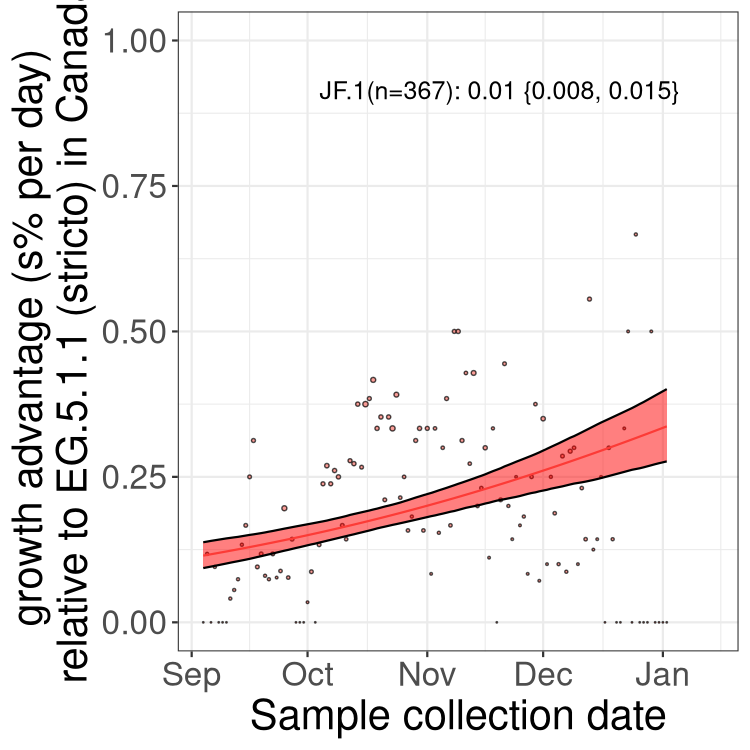 growth advantage (s% per day)
relative to EG.5.1.1 (stricto) in Canada
1.00
0.75
0.50
0.25
0.00
JF.1(n=367): 0.01 {0.008, 0.015}
Sep Oct Nov Dec Jan
Sample collection date